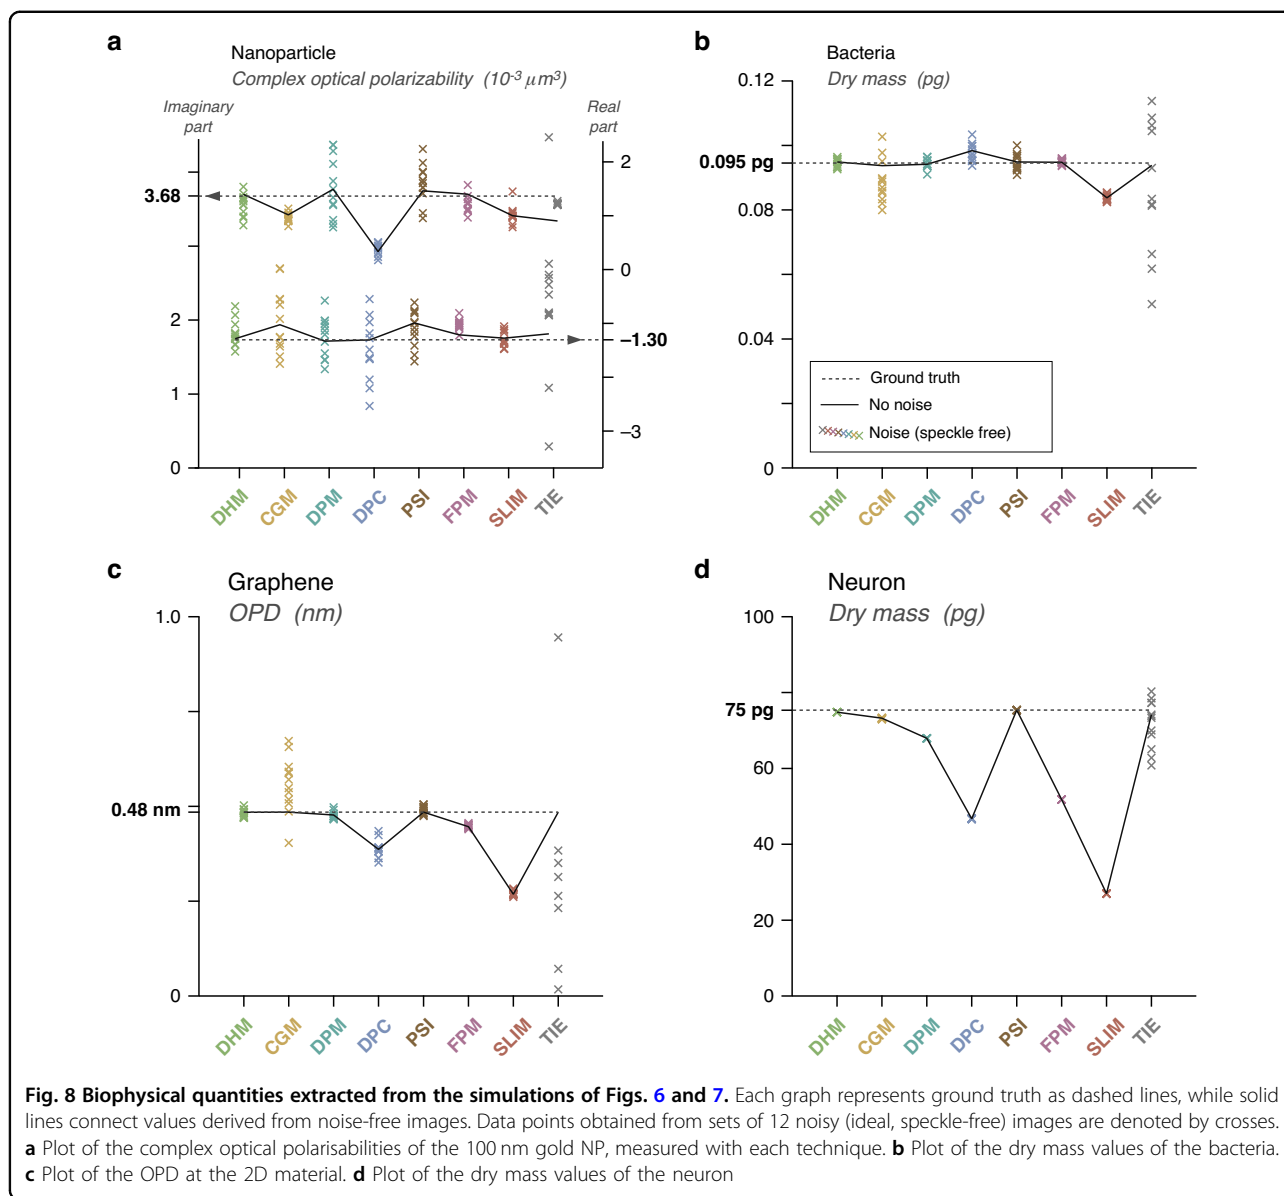 a
Nanoparticle
Complex optical polarizability (10-3 μm3)
Imaginary
part
Real
part
3.68
2
1
0
2
0
–1.30
–3
DHM
CGM
DPM
DPC
PSI
FPM
SLIM
TIE
b
Bacteria
Dry mass (pg)
0.12
0.095 pg
0.08
0.04
0
Ground truth
No noise
Noise (speckle free)
DHM
CGM
DPM
DPC
PSI
FPM
SLIM
TIE
c
Graphene
OPD (nm)
1.0
0.48 nm
0
DHM
CGM
DPM
DPC
PSI
FPM
SLIM
TIE
d
Neuron
Dry mass (pg)
100
75 pg
60
40
20
0
DHM
CGM
DPM
DPC
PSI
FPM
SLIM
TIE
Fig. 8 Biophysical quantities extracted from the simulations of Figs. 6 and 7. Each graph represents ground truth as dashed lines, while solid
lines connect values derived from noise-free images. Data points obtained from sets of 12 noisy (ideal, speckle-free) images are denoted by crosses.
a Plot of the complex optical polarisabilities of the 100 nm gold NP, measured with each technique. b Plot of the dry mass values of the bacteria.
c Plot of the OPD at the 2D material. d Plot of the dry mass values of the neuron